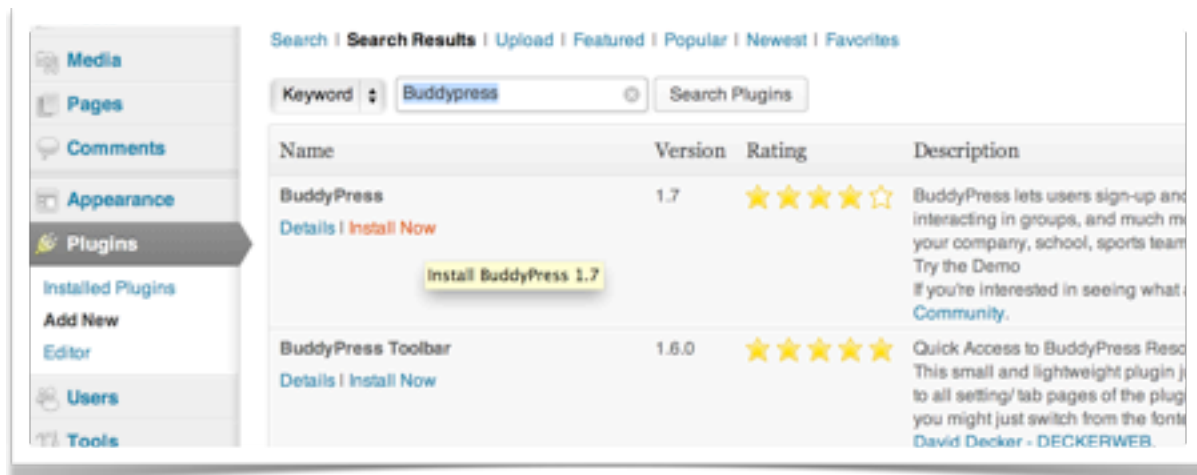 Search | Search Results | Upload | Featured | Popular | Newest | Favorites
Media
Keyword Buddypress Search Plugins
Pages
Comments
Name Version Rating Description
Appearance
BuddyPress 1.7 BuddyPress lets users sign-up and
interacting in groups, and much
Details | Install Now
your company, school, sports team
Plugins
Try the Demo
Install BuddyPress 1.7
If you're interested in seeing what
Installed Plugins
Community.
Add New
Editor
BuddyPress Toolbar 1.6.0 Quick Access to BuddyPress
This small and lightweight plugin
Details | Install Now
to all setting/tab pages of the
Users
you might just switch from the
Tools
David Decker - DECKERWEB.